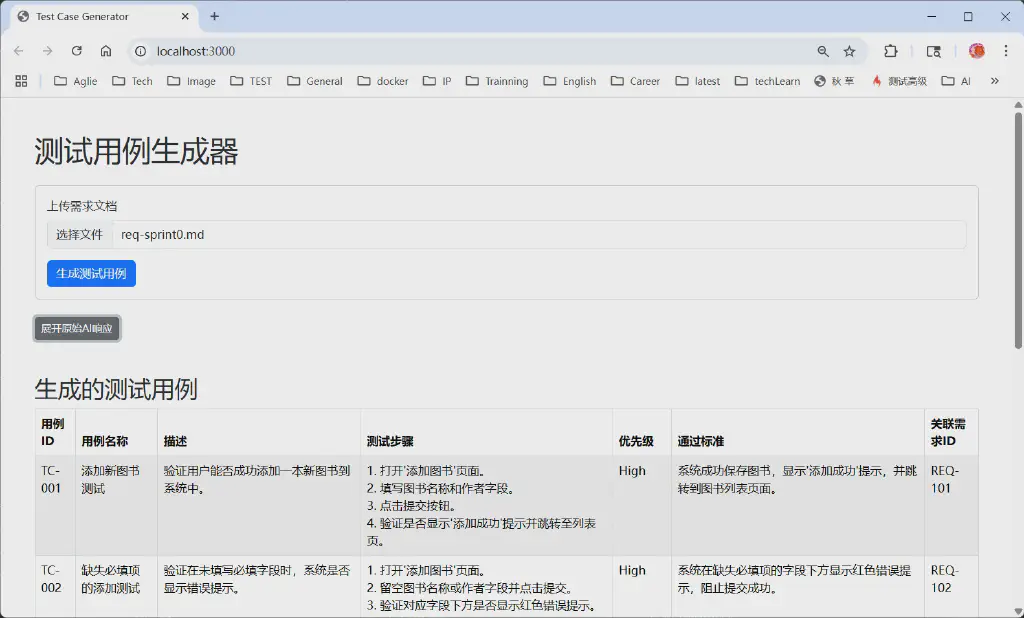 Test Case Generator
localhost:3000
Aglie
Tech
Image
TEST
General
docker
IP
Trainning
English
Career
latest
techLearn
秋 草
测试高级
AI
测试用例生成器
上传需求文档
选择文件 req-sprint0.md
生成测试用例
展开原始AI响应
生成的测试用例
用例
ID
用例名称
描述
测试步骤
优先级
通过标准
关联需
求ID
TC-
001
添加新图书
测试
验证用户能否成功添加一本新图书到
系统中。
1. 打开'添加图书'页面。
2. 填写图书名称和作者字段。
3. 点击提交按钮。
4. 验证是否显示'添加成功'提示并跳转至列表
页。
High
系统成功保存图书，显示'添加成功'提示，并跳
转到图书列表页面。
REQ-
101
TC-
002
缺失必填项
的添加测试
验证在未填写必填字段时，系统是否
显示错误提示。
1. 打开'添加图书'页面。
2. 留空图书名称或作者字段并点击提交。
3. 验证对应字段下方是否显示红色错误提示。
High
系统在缺失必填项的字段下方显示红色错误提
示，阻止提交成功。
REQ-
102